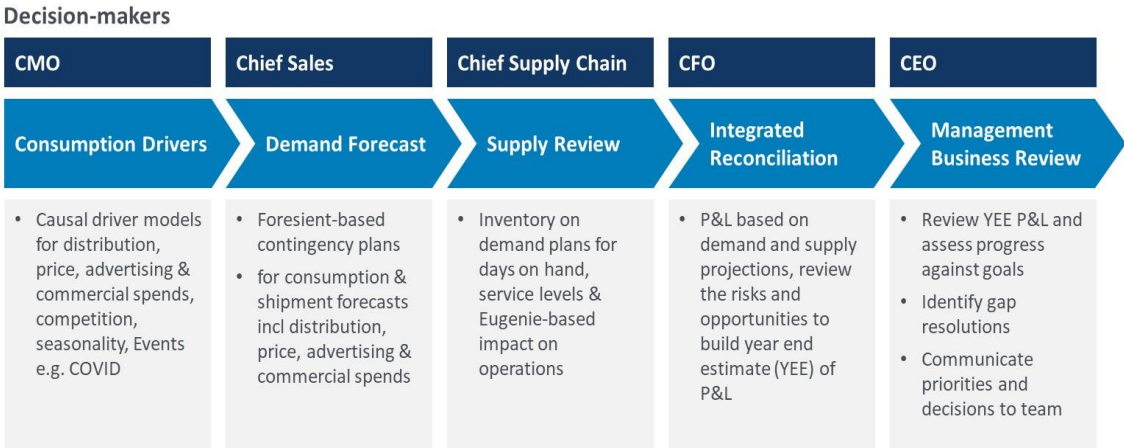 Decision-makers
CMO
Chief Sales
Chief Supply Chain
CFO
CEO
Consumption Drivers
Demand Forecast
Supply Review
Integrated
Reconciliation
Management
Business Review
• Causal driver models
for distribution,
price, advertising &
commercial spends,
competition,
seasonality, Events
e.g. COVID
• Foresient-based
contingency plans
• for consumption &
shipment forecasts
incl distribution,
price, advertising &
commercial spends
• Inventory on
demand plans for
days on hand,
service levels &
Eugenie-based
impact on
operations
• P&L based on
demand and supply
projections, review
the risks and
opportunities to
build year end
estimate (YEE) of
P&L
• Review YEE P&L and
assess progress
against goals
• Identify gap
resolutions
• Communicate
priorities and
decisions to team